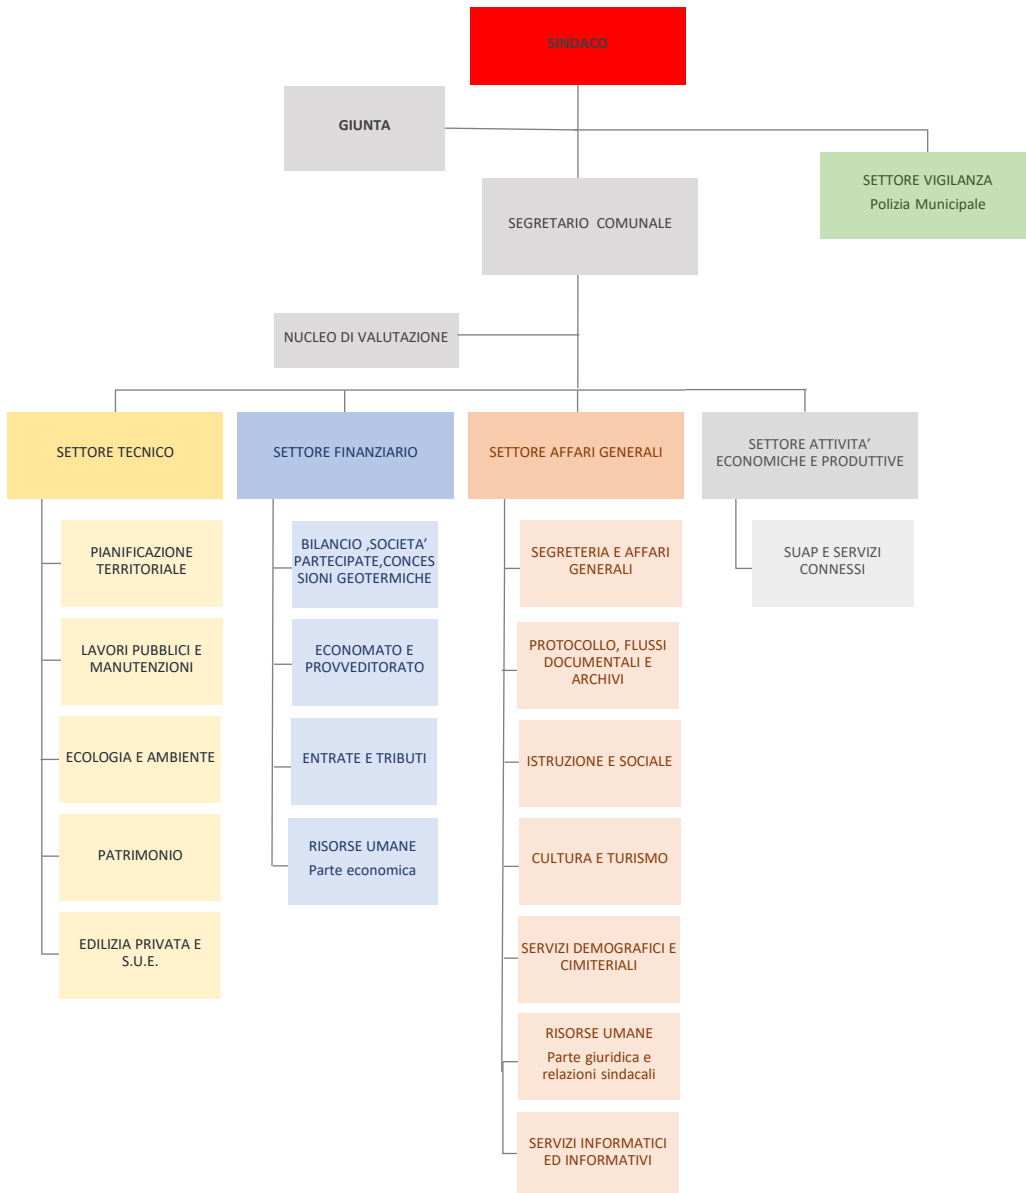 SINDACO
GIUNTA
SETTORE VIGILANZA
Polizia Municipale
SEGRETARIO COMUNALE
NUCLEO DI VALUTAZIONE
SETTORE TECNICO
SETTORE FINANZIARIO
SETTORE AFFARI GENERALI
SETTORE ATTIVITA’
ECONOMICHE E PRODUTTIVE
PIANIFICAZIONE
TERRITORIALE
LAVORI PUBBLICI E
MANUTENZIONI
ECOLOGIA E AMBIENTE
PATRIMONIO
EDILIZIA PRIVATA E
S.U.E.
BILANCIO ,SOCIETA’
PARTECIPATE,CONCES
SIONI GEOTERMICHE
ECONOMATO E
PROVVEDITORATO
ENTRATE E TRIBUTI
RISORSE UMANE
Parte economica
SEGRETERIA E AFFARI
GENERALI
PROTOCOLLO, FLUSSI
DOCUMENTALI E
ARCHIVI
ISTRUZIONE E SOCIALE
CULTURA E TURISMO
SERVIZI DEMOGRAFICI E
CIMITERIALI
RISORSE UMANE
Parte giuridica e
relazioni sindacali
SERVIZI INFORMATICI
ED INFORMATIVI
SUAP E SERVIZI
CONNESSI